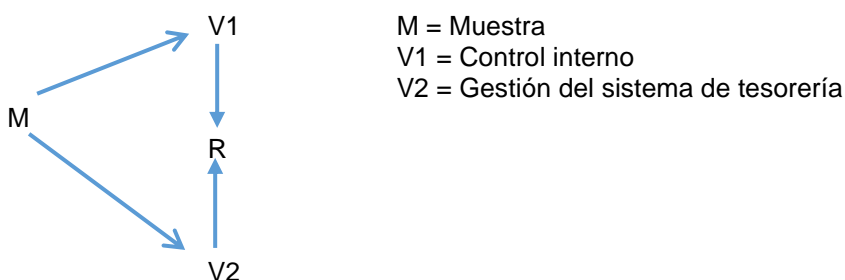 V1
M
R
V2
M = Muestra
V1 = Control interno
V2 = Gestión del sistema de tesorería